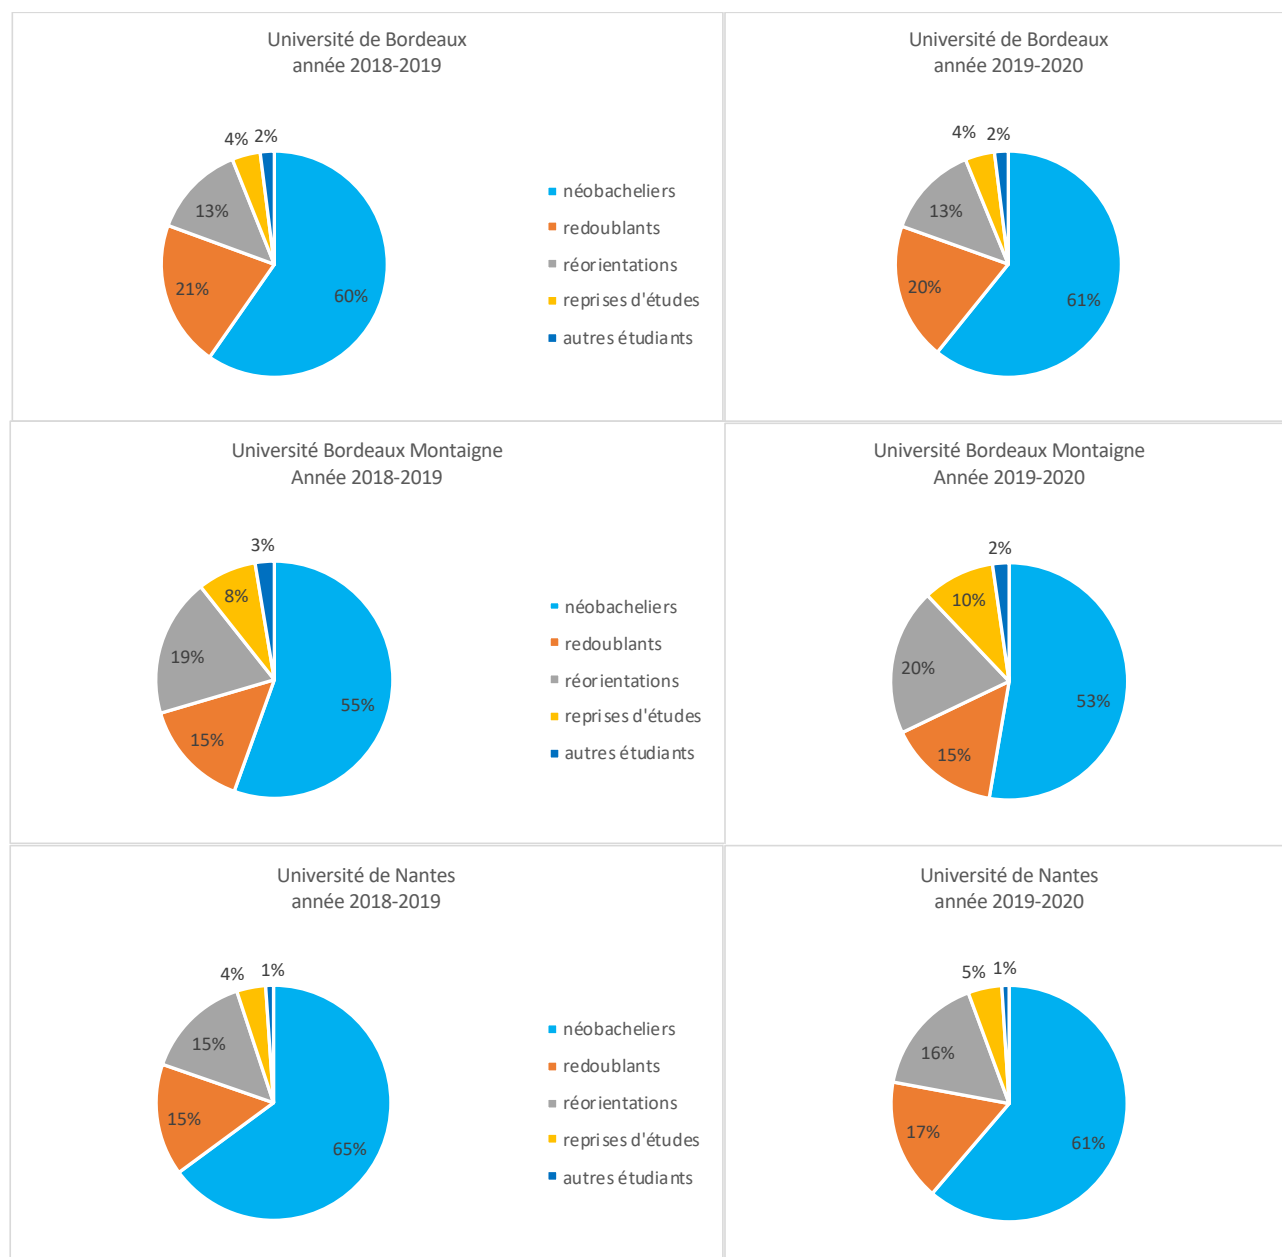 Université de Bordeaux
année 2018-2019
4% 2%
13%
21%
60%
néobacheliers
redoublants
réorientations
reprises d'études
autres étudiants
Université de Bordeaux
année 2019-2020
4% 2%
13%
20%
61%
Université Bordeaux Montaigne
Année 2018-2019
3%
8%
19%
55%
15%
néobacheliers
redoublants
réorientations
reprises d'études
autres étudiants
Université Bordeaux Montaigne
Année 2019-2020
2%
10%
20%
53%
15%
Université de Nantes
année 2018-2019
4% 1%
15%
15%
65%
néobacheliers
redoublants
réorientations
reprises d'études
autres étudiants
Université de Nantes
année 2019-2020
5% 1%
16%
17%
61%